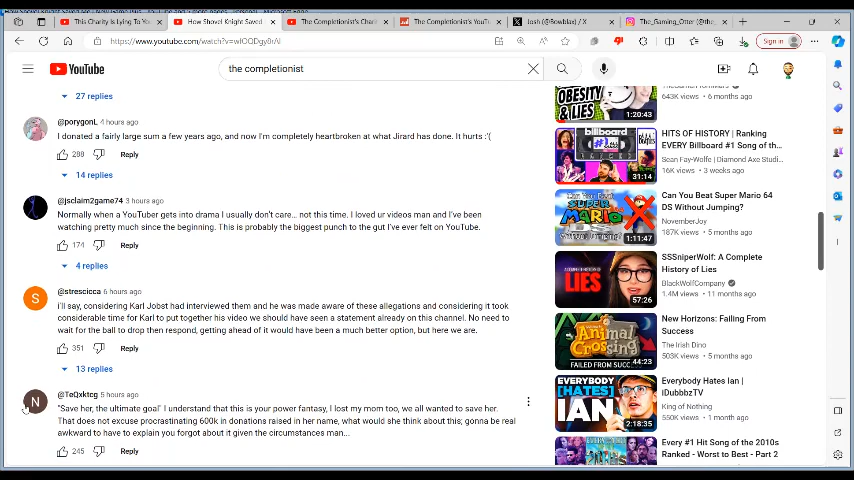 This Charity Is Lying To Yo
How Shovel Knight Saved
The Completionist's Chari
The Completionist's YouTu
Josh (@Bowblax) / X
The_Gaming_Otter (@the_
https://www.youtube.com/watch?v=wIOODgy8rAI
Sign in
YouTube
the completionist
27 replies
@porygonL 4 hours ago
I donated a fairly large sum a few years ago, and now I'm completely heartbroken at what Jirard has done. It hurts :'(
288 Reply
14 replies
@jsclaim2game74 3 hours ago
Normally when a YouTuber gets into drama I usually don't care... not this time. I loved ur videos man and I've been
watching pretty much since the beginning. This is probably the biggest punch to the gut I've ever felt on YouTube.
174 Reply
4 replies
S
@strescicca 6 hours ago
i'll say, considering Karl Jobst had interviewed them and he was made aware of these allegations and considering it took
considerable time for Karl to put together his video we should have seen a statement already on this channel. No need to
wait for the ball to drop then respond, getting ahead of it would have been a much better option, but here we are.
351 Reply
13 replies
N
@TeQxktcg 5 hours ago
"Save her, the ultimate goal" I understand that this is your power fantasy, I lost my mom too, we all wanted to save her.
That does not excuse procrastinating 600k in donations raised in her name, what would she think about this; gonna be real
awkward to have to explain you forgot about it given the circumstances man...
245 Reply
OBESITY
& LIES
1:20:43
643K views • 6 months ago
billboard
#1
31:14
HITS OF HISTORY | Ranking
EVERY Billboard #1 Song of th...
Sean Fay-Wolfe | Diamond Axe Studi...
16K views • 3 weeks ago
SUPER
MARIO
1:11:47
Can You Beat Super Mario 64
DS Without Jumping?
NovemberJoy
187K views • 5 months ago
LIES
57:26
SSSniperWolf: A Complete
History of Lies
BlackWolfCompany
1.4M views • 11 months ago
Animal
CROSSING
FAILED FROM SUCC
44:23
New Horizons: Failing From
Success
The Irish Dino
503K views • 5 months ago
EVERYBODY
[HATES]
IAN
2:18:35
Everybody Hates Ian |
iDubbbzTV
King of Nothing
550K views • 1 month ago
Every #1 Hit Song of the 2010s
Ranked - Worst to Best - Part 2